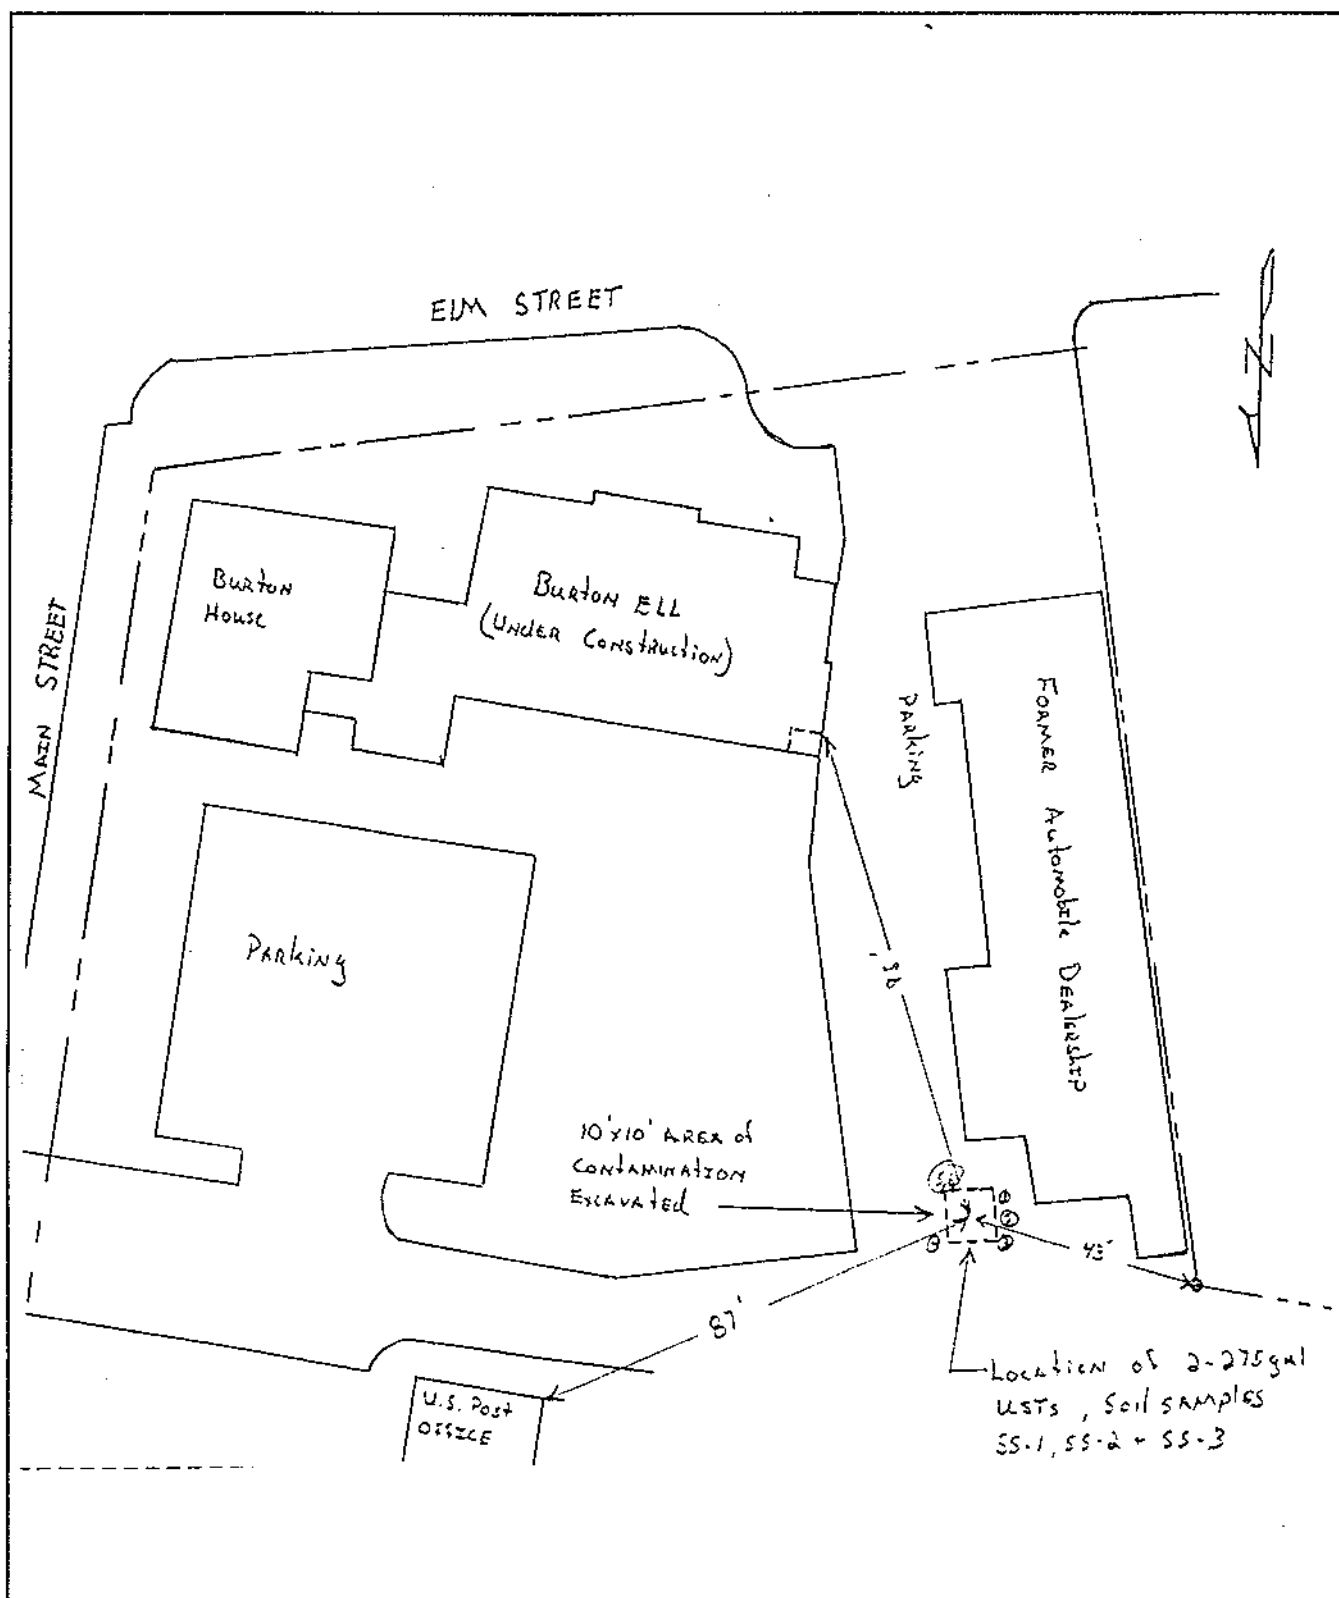 ELM STREET
N
MAIN STREET
BURTON
HOUSE
BURTON ELL
(UNDER CONSTRUCTION)
PARKING
FORMER AUTOMOBILE DEALERSHIP
PARKING
10'x10' AREA of
CONTAMINATION
EXCAVATED
43'
87'
U.S. Post
OFFICE
LOCATION OF 2-275gal
USTs, Soil SAMPLES
SS-1, SS-2 + SS-3